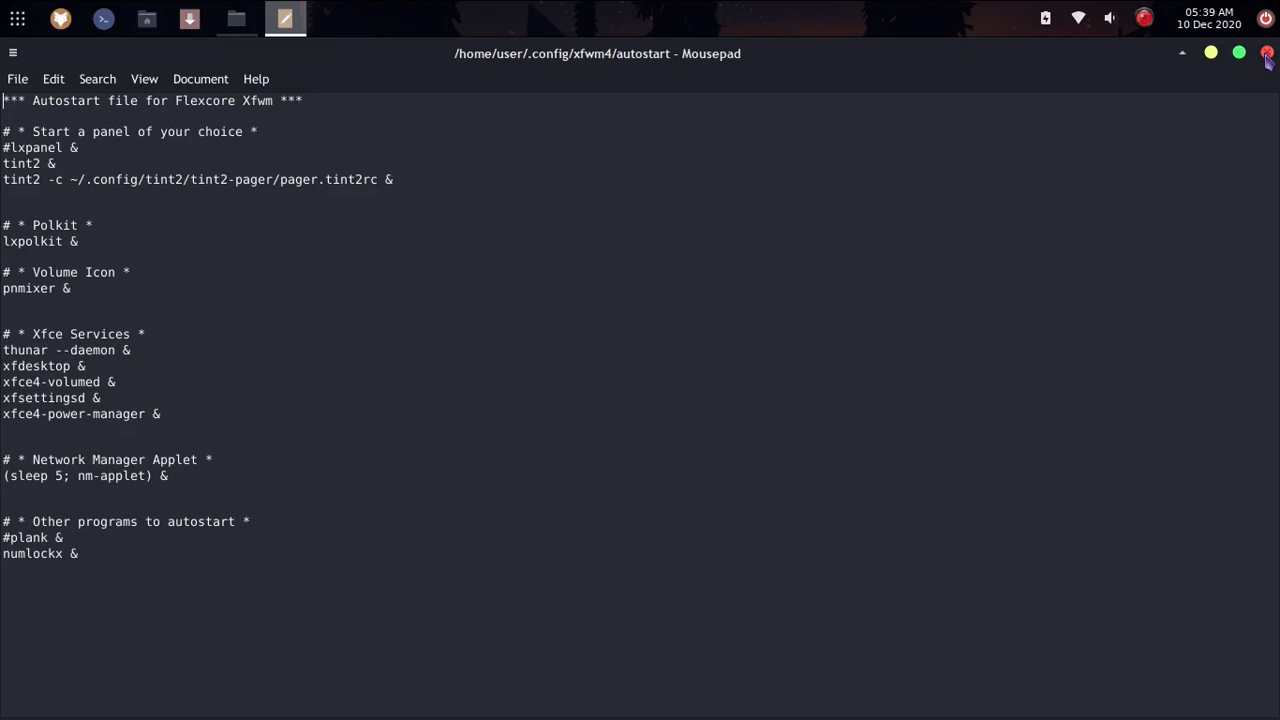 05:39 AM
10 Dec 2020
/home/user/.config/xfwm4/autostart - Mousepad
File Edit Search View Document Help
*** Autostart file for Flexcore Xfwm ***
# * Start a panel of your choice *
#lxpanel &
tint2 &
tint2 -c ~/.config/tint2/tint2-pager/pager.tint2rc &
# * Polkit *
lxpolkit &
# * Volume Icon *
pnmixer &
# * Xfce Services *
thunar --daemon &
xfdesktop &
xfce4-volumed &
xfsettingsd &
xfce4-power-manager &
# * Network Manager Applet *
(sleep 5; nm-applet) &
# * Other programs to autostart *
#plank &
numlockx &